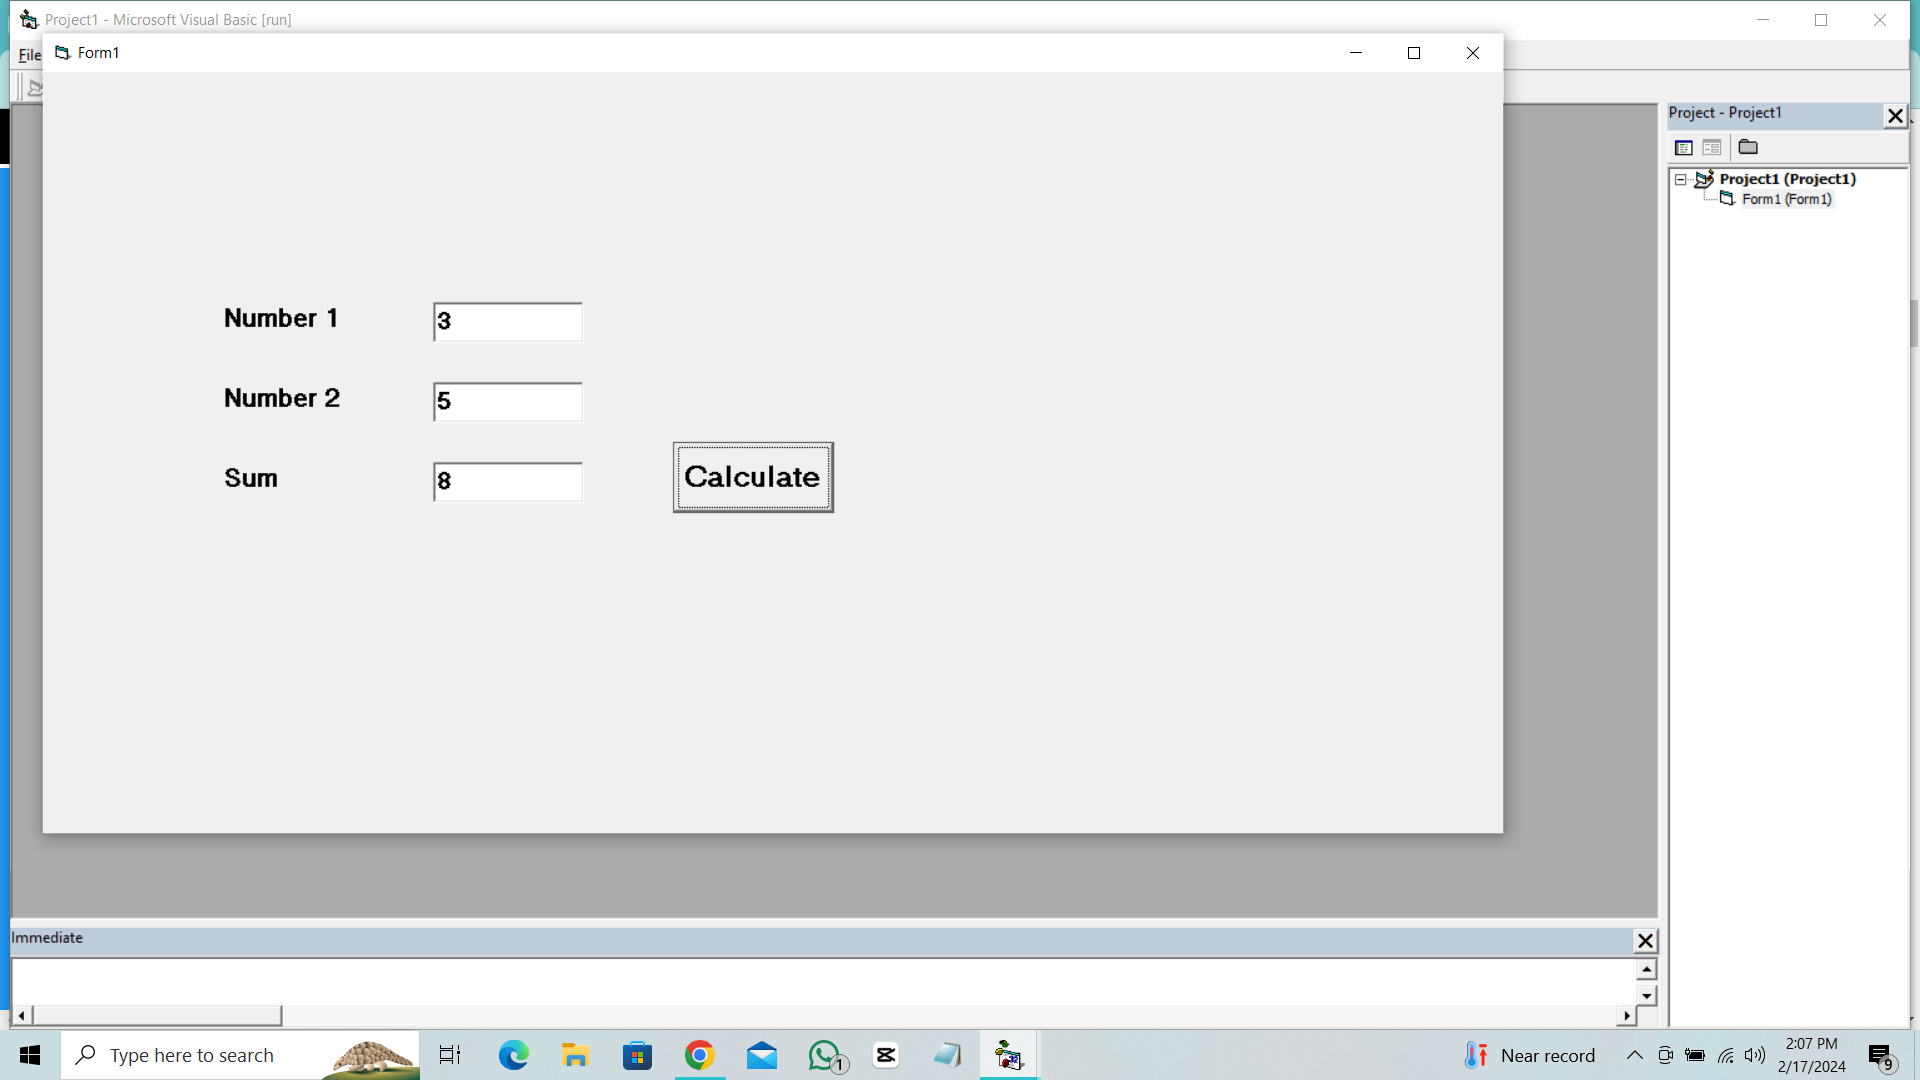 Project1 - Microsoft Visual Basic [run]
File
Form1
Project - Project1
Project1 (Project1)
Form1 (Form1)
Number 1
3
Number 2
5
Sum
8
Calculate
Immediate
Type here to search
1
Near record
2:07 PM
2/17/2024
9